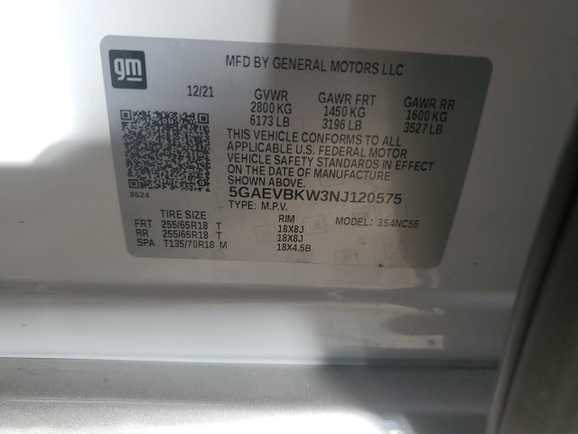 gm
MFD BY GENERAL MOTORS LLC
12/21
GVWR GAWR FRT GAWR RR
2800 KG 1450 KG 1600 KG
6173 LB 3196 LB 3527 LB
THIS VEHICLE CONFORMS TO ALL
APPLICABLE U.S. FEDERAL MOTOR
VEHICLE SAFETY STANDARDS IN EFFECT
ON THE DATE OF MANUFACTURE
SHOWN ABOVE.
8624
5GAEVBKW3NJ120575
TYPE: M.P.V.
MODEL: 3S4NC56
TIRE SIZE RIM
FRT 255/65R18 T 18X8J
RR 255/65R18 T 18X8J
SPA T135/70R18 M 18X4.5B